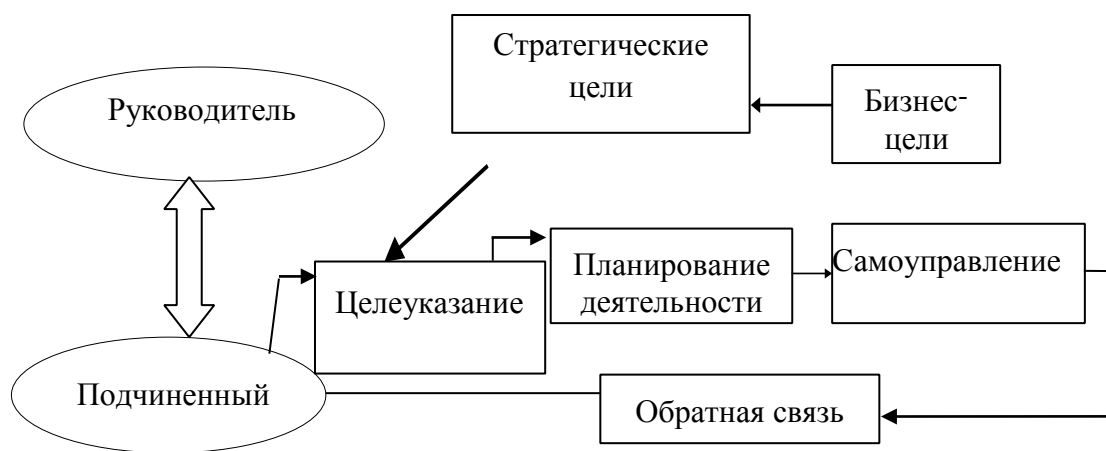 Стратегические
цели
Руководитель
Бизнес-
цели
Целеуказание
Планирование
деятельности
Самоуправление
Подчиненный
Обратная связь